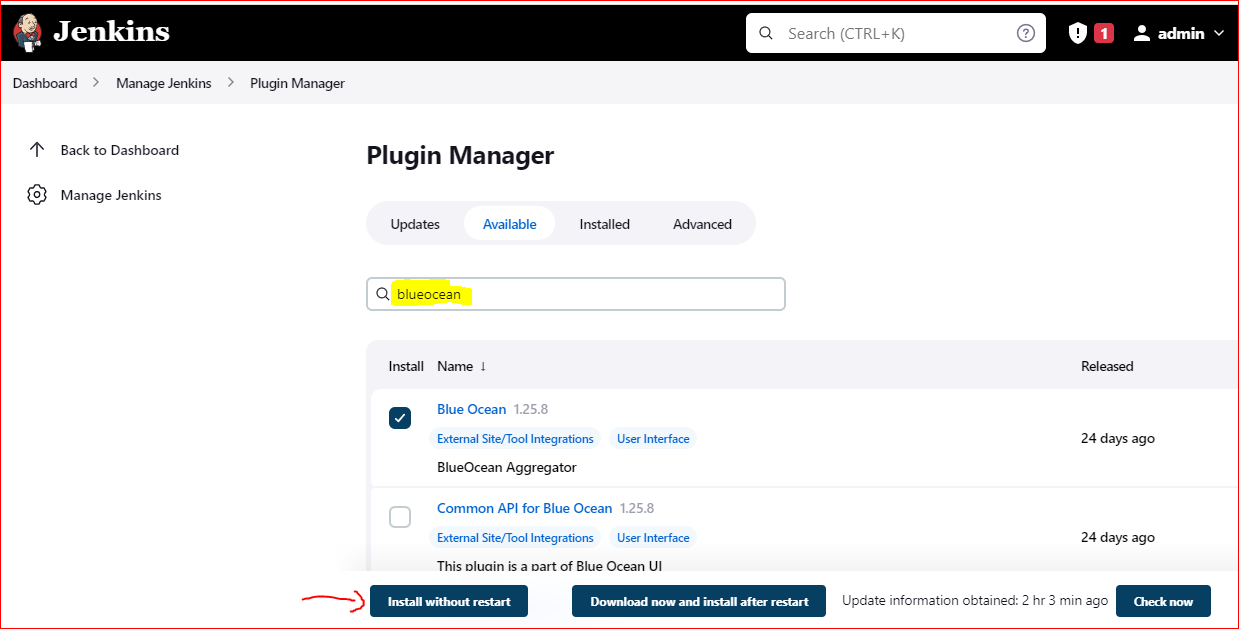 Jenkins
Search (CTRL+K)
1
admin
Dashboard
Manage Jenkins
Plugin Manager
Back to Dashboard
Manage Jenkins
Plugin Manager
Updates
Available
Installed
Advanced
blueocean
Install Name ↓ Released
Blue Ocean 1.25.8
External Site/Tool Integrations User Interface
24 days ago
BlueOcean Aggregator
Common API for Blue Ocean 1.25.8
External Site/Tool Integrations User Interface
24 days ago
This plugin is a part of Blue Ocean UI
Install without restart
Download now and install after restart
Update information obtained: 2 hr 3 min ago
Check now